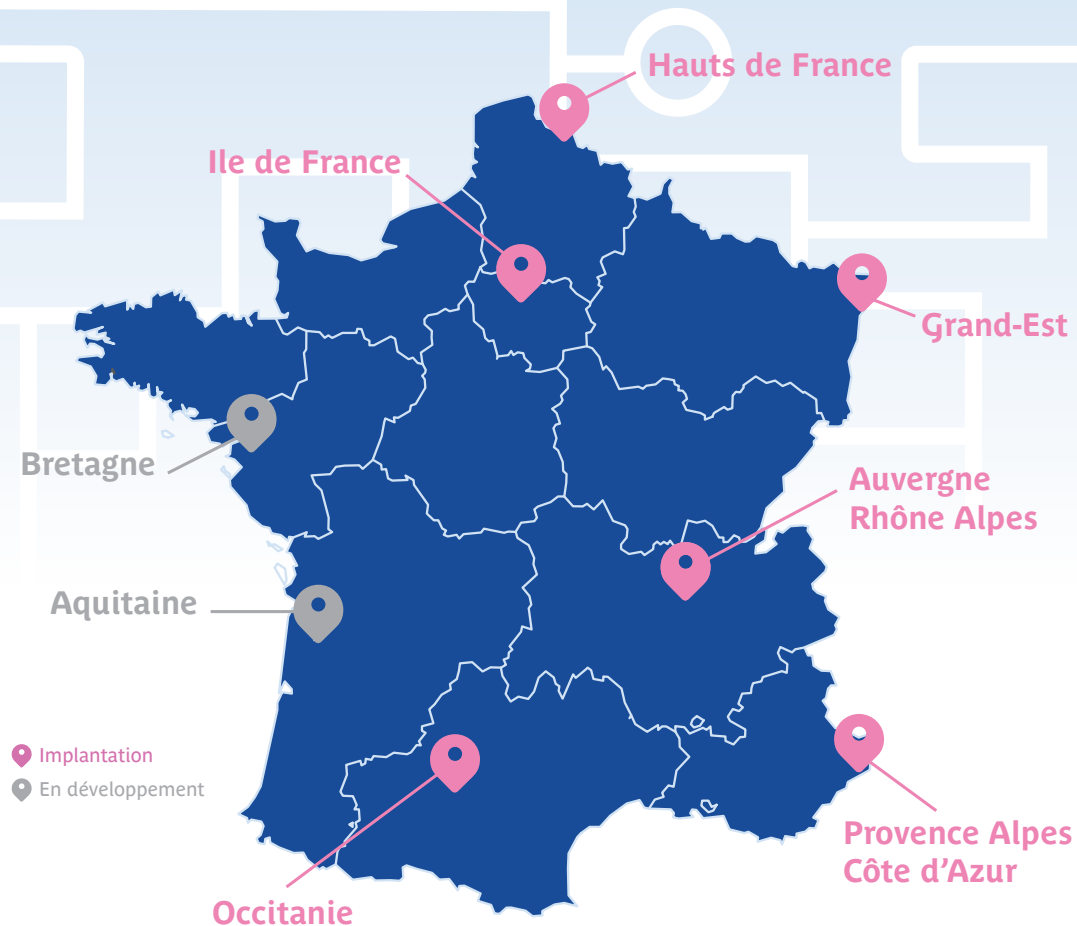 Hauts de France
Ile de France
Grand-Est
Bretagne
Auvergne
Rhône Alpes
Aquitaine
Implantation
En développement
Provence Alpes
Côte d’Azur
Occitanie